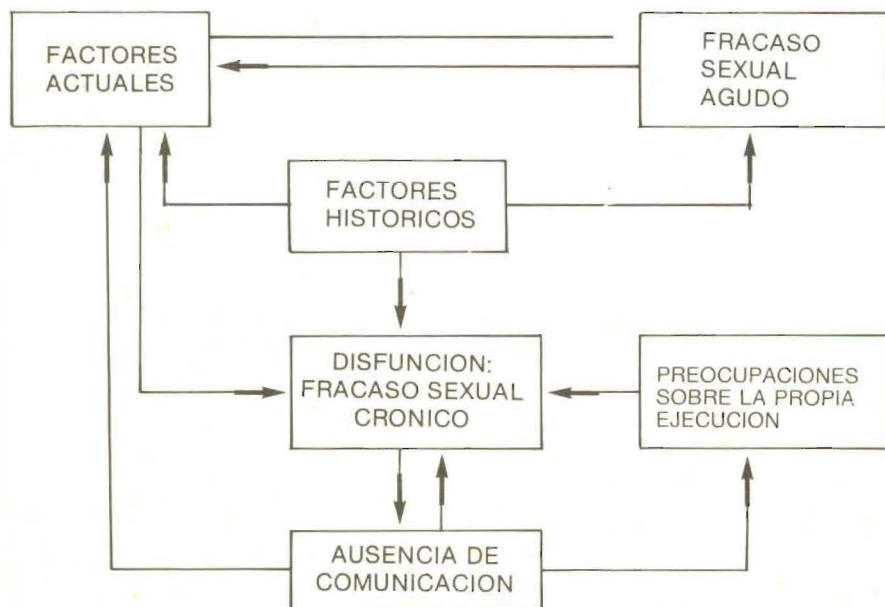 FACTORES
ACTUALES
FRACASO
SEXUAL
AGUDO
FACTORES
HISTORICOS
DISFUNCION:
FRACASO SEXUAL
CRONICO
PREOCUPACIONES
SOBRE LA PROPIA
EJECUCION
AUSENCIA DE
COMUNICACION